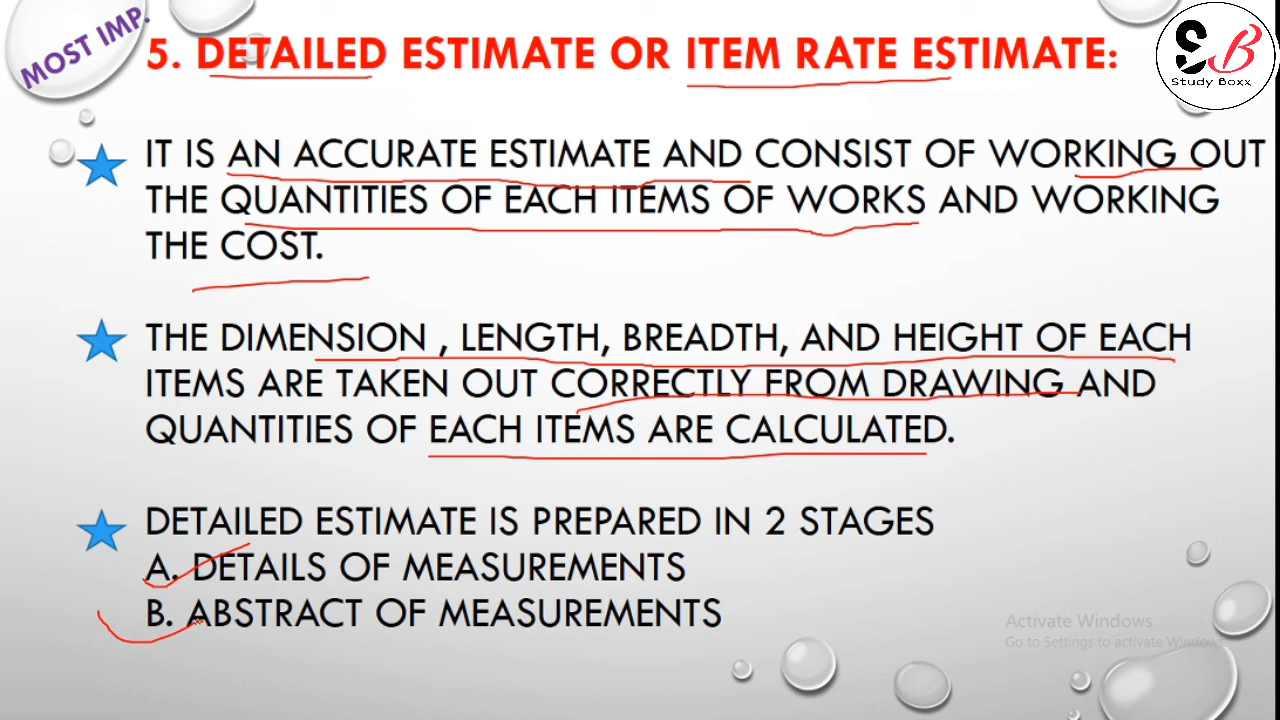 MOST IMP.
5. DETAILED ESTIMATE OR ITEM RATE ESTIMATE:
SB
Study Boxx
IT IS AN ACCURATE ESTIMATE AND CONSIST OF WORKING OUT
THE QUANTITIES OF EACH ITEMS OF WORKS AND WORKING
THE COST.
THE DIMENSION , LENGTH, BREADTH, AND HEIGHT OF EACH
ITEMS ARE TAKEN OUT CORRECTLY FROM DRAWING AND
QUANTITIES OF EACH ITEMS ARE CALCULATED.
DETAILED ESTIMATE IS PREPARED IN 2 STAGES
A. DETAILS OF MEASUREMENTS
B. ABSTRACT OF MEASUREMENTS
Activate Windows
Go to Settings to activate Windows.